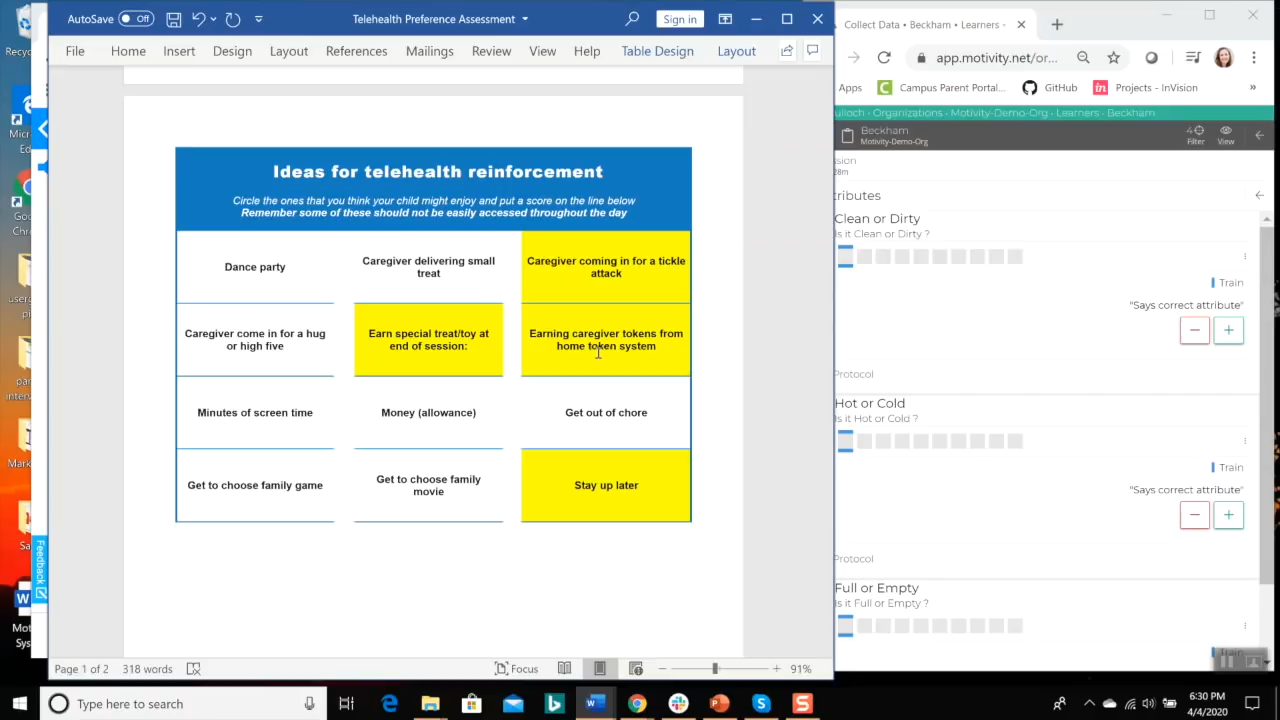 AutoSave Off Telehealth Preference Assessment Sign in
File Home Insert Design Layout References Mailings Review View Help Table Design Layout
Ideas for telehealth reinforcement
Circle the ones that you think your child might enjoy and put a score on the line below
Remember some of these should not be easily accessed throughout the day
Dance party
Caregiver delivering small
treat
Caregiver coming in for a tickle
attack
Caregiver come in for a hug
or high five
Earn special treat/toy at
end of session:
Earning caregiver tokens from
home token system
Minutes of screen time
Money (allowance)
Get out of chore
Get to choose family game
Get to choose family
movie
Stay up later
Page 1 of 2 318 words Focus 91%
Feedback
Collect Data • Beckham • Learners -
app.motivity.net/or...
Apps Campus Parent Portal... GitHub Projects - InVision »
ulloch - Organizations - Motivity-Demo-Org - Learners - Beckham
Beckham
Motivity-Demo-Org
4
Filter View
sion
28m
ributes
Clean or Dirty
Is it Clean or Dirty ?
Train
"Says correct attribute"
Protocol
Hot or Cold
Is it Hot or Cold ?
Train
"Says correct attribute"
Protocol
Full or Empty
Is it Full or Empty ?
Train
Type here to search
6:30 PM
4/4/2020